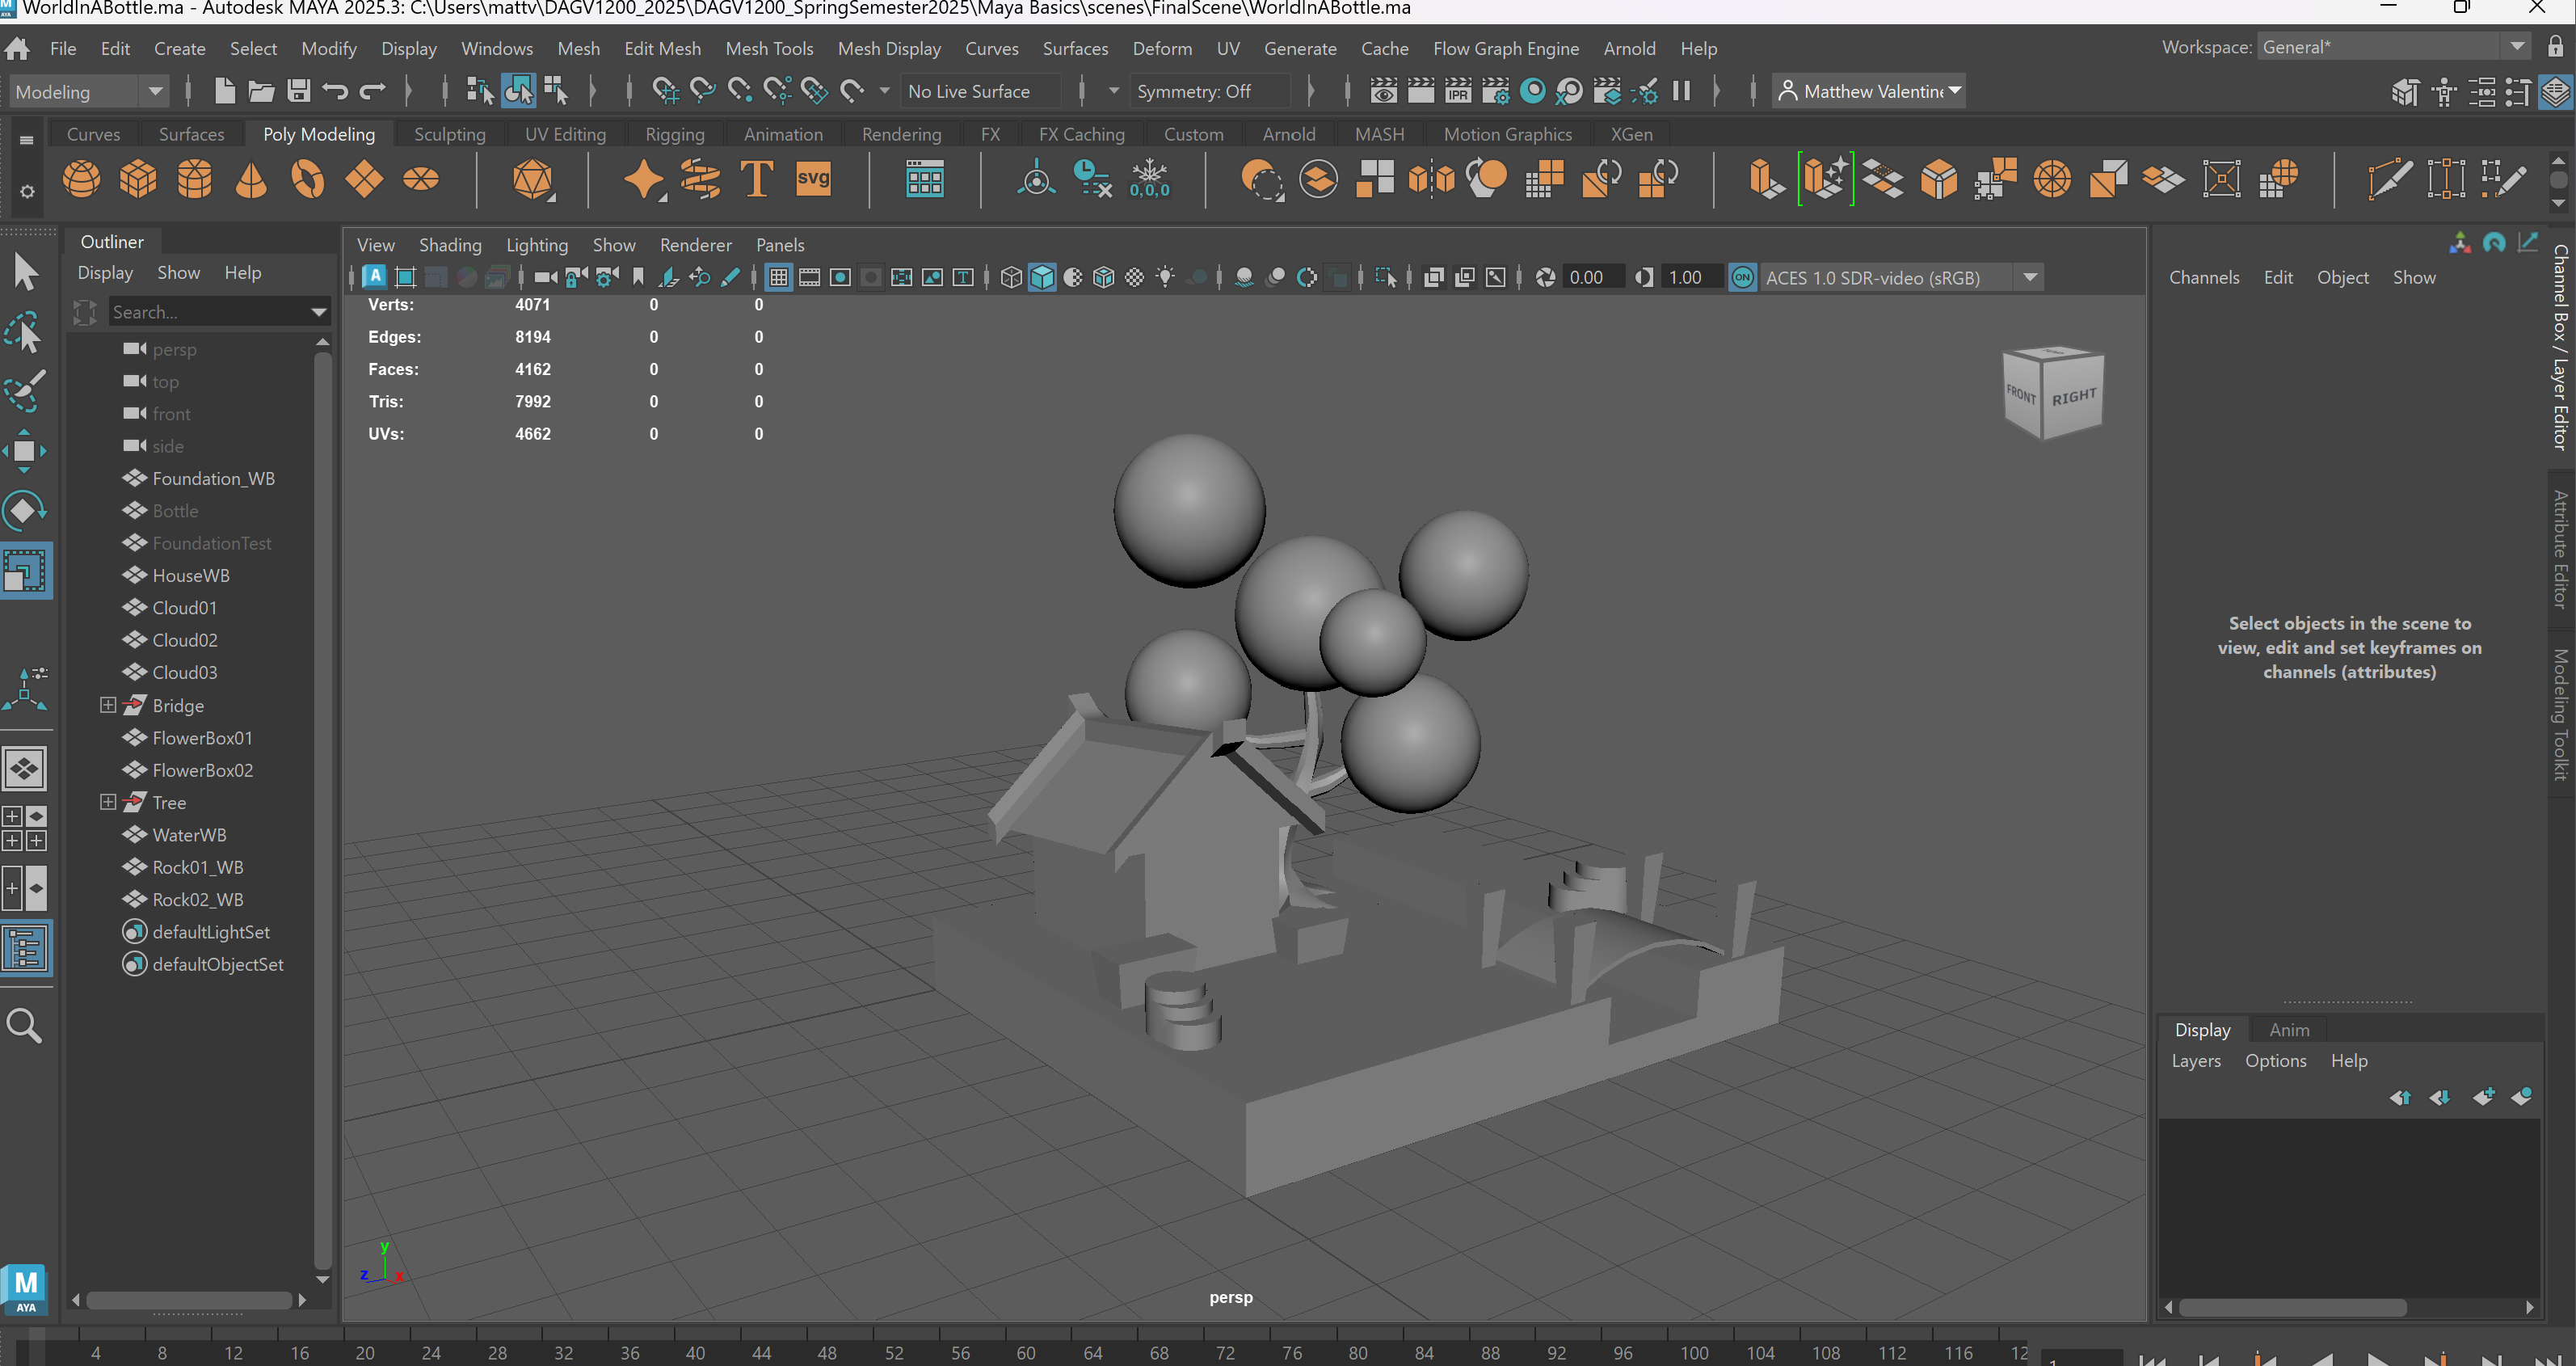 WorldInABottle.ma - Autodesk MAYA 2025.3: C:\Users\mattv\DAGV1200_2025\DAGV1200_SpringSemester2025\Maya Basics\scenes\FinalScene\WorldInABottle.ma
File Edit Create Select Modify Display Windows Mesh Edit Mesh Mesh Tools Mesh Display Curves Surfaces Deform UV Generate Cache Flow Graph Engine Arnold Help Workspace: General*
Modeling No Live Surface Symmetry: Off IPR Matthew Valentin
Curves Surfaces Poly Modeling Sculpting UV Editing Rigging Animation Rendering FX FX Caching Custom Arnold MASH Motion Graphics XGen
T svg 0,0,0
Outliner
Display Show Help
Search...
persp
top
front
side
Foundation_WB
Bottle
FoundationTest
HouseWB
Cloud01
Cloud02
Cloud03
Bridge
FlowerBox01
FlowerBox02
Tree
WaterWB
Rock01_WB
Rock02_WB
defaultLightSet
defaultObjectSet
View Shading Lighting Show Renderer Panels
A T 0.00 1.00 ON ACES 1.0 SDR-video (sRGB)
Verts: 4071 0 0
Edges: 8194 0 0
Faces: 4162 0 0
Tris: 7992 0 0
UVs: 4662 0 0
FRONT RIGHT
y
z x
persp
Channels Edit Object Show
Select objects in the scene to
view, edit and set keyframes on
channels (attributes)
Display Anim
Layers Options Help
Channel Box / Layer Editor
Attribute Editor
Modeling Toolkit
M
AYA
4 8 12 16 20 24 28 32 36 40 44 48 52 56 60 64 68 72 76 80 84 88 92 96 100 104 108 112 116 12